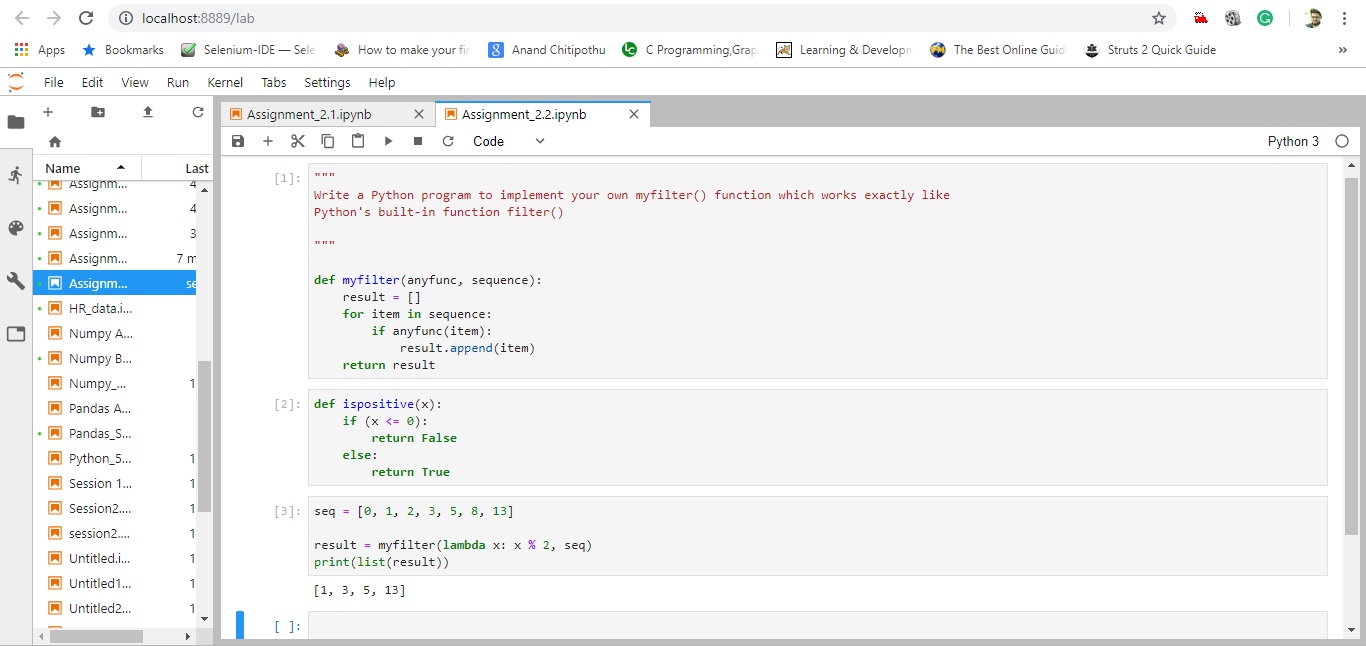 localhost:8889/lab
Apps Bookmarks Selenium-IDE — Sele How to make your fir Anand Chitipothu C Programming,Grap Learning & Developm The Best Online Guid Struts 2 Quick Guide »
File Edit View Run Kernel Tabs Settings Help
Assignment_2.1.ipynb Assignment_2.2.ipynb
Code Python 3
Name Last
Assignm... 4
Assignm... 4
Assignm... 3
Assignm... 7 m
Assignm... se
HR_data.i...
Numpy A...
Numpy B...
Numpy_... 1
Pandas A...
Pandas_S...
Python_5... 1
Session 1... 1
Session2.... 1
session2.... 1
Untitled.i... 1
Untitled1... 1
Untitled2... 1
[1]: """
Write a Python program to implement your own myfilter() function which works exactly like
Python's built-in function filter()
"""
def myfilter(anyfunc, sequence):
    result = []
    for item in sequence:
        if anyfunc(item):
            result.append(item)
    return result
[2]: def ispositive(x):
    if (x <= 0):
        return False
    else:
        return True
[3]: seq = [0, 1, 2, 3, 5, 8, 13]
result = myfilter(lambda x: x % 2, seq)
print(list(result))
[1, 3, 5, 13]
[ ]: